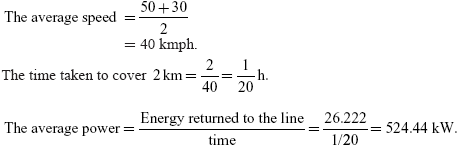 The average speed = 50 + 30 / 2
= 40 kmph.
The time taken to cover 2 km = 2/40 = 1/20 h.
The average power = Energy returned to the line / time = 26.222 / 1/20 = 524.44 kW.